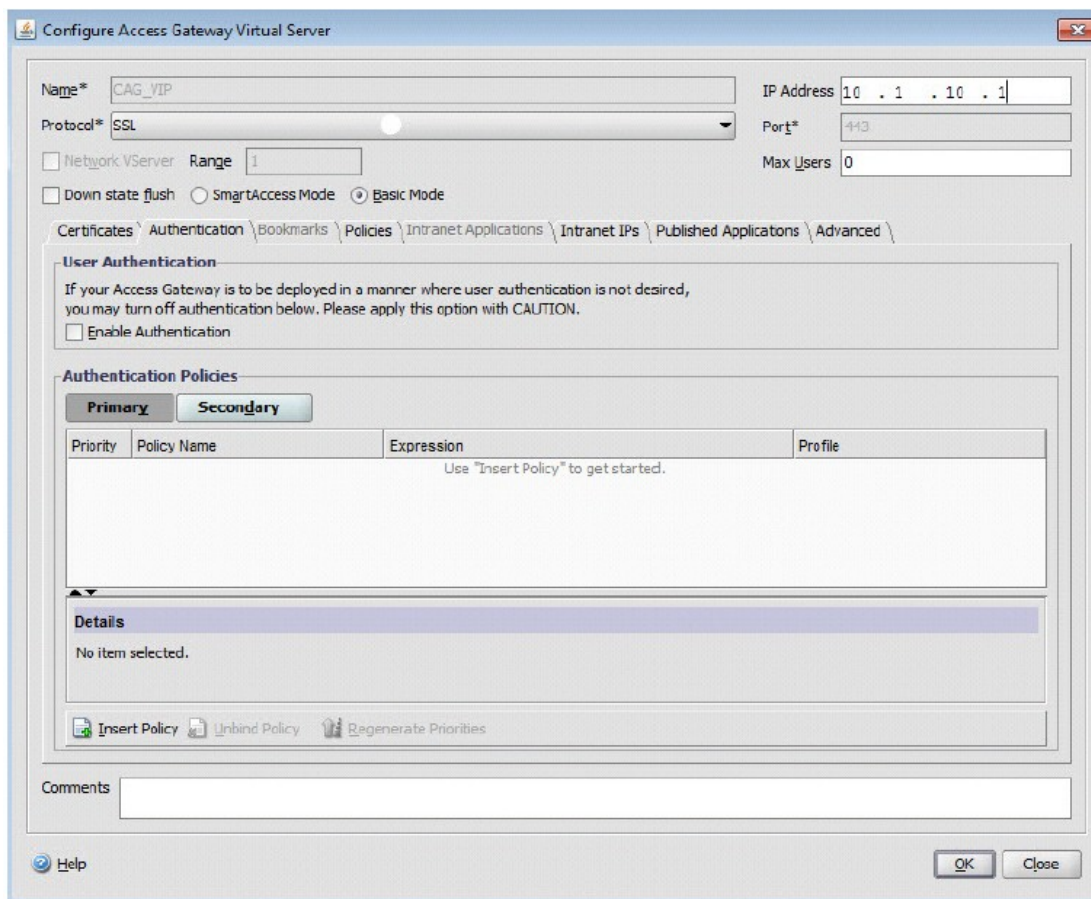 Configure Access Gateway Virtual Server
Name* CAG_VIP IP Address 10 . 1 . 10 . 1
Protocol* SSL Port* 443
Network VServer Range 1 Max Users 0
Down state flush SmartAccess Mode Basic Mode
Certificates Authentication Bookmarks Policies Intranet Applications Intranet IPs Published Applications Advanced
User Authentication
If your Access Gateway is to be deployed in a manner where user authentication is not desired,
you may turn off authentication below. Please apply this option with CAUTION.
Enable Authentication
Authentication Policies
Primary Secondary
Priority Policy Name Expression Profile
Use "Insert Policy" to get started.
Details
No item selected.
Insert Policy Unbind Policy Regenerate Priorities
Comments
Help OK Close